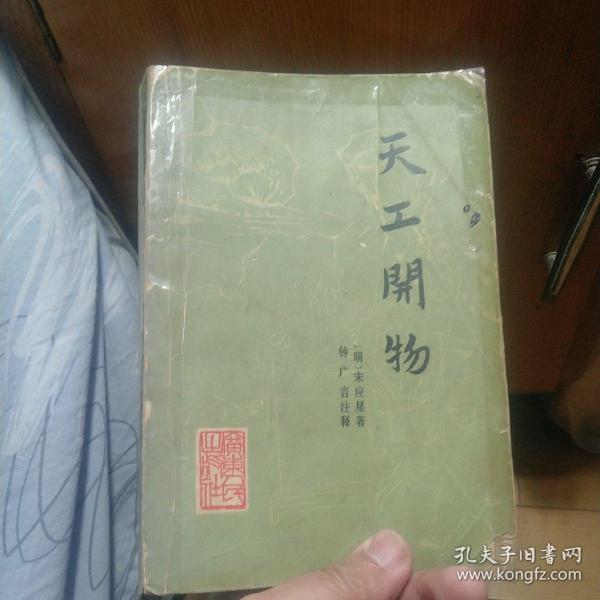 天工開物
〔明〕宋应星著
钟广言注释
廣東人民
出版社
孔夫子旧書网
www.kongfz.com